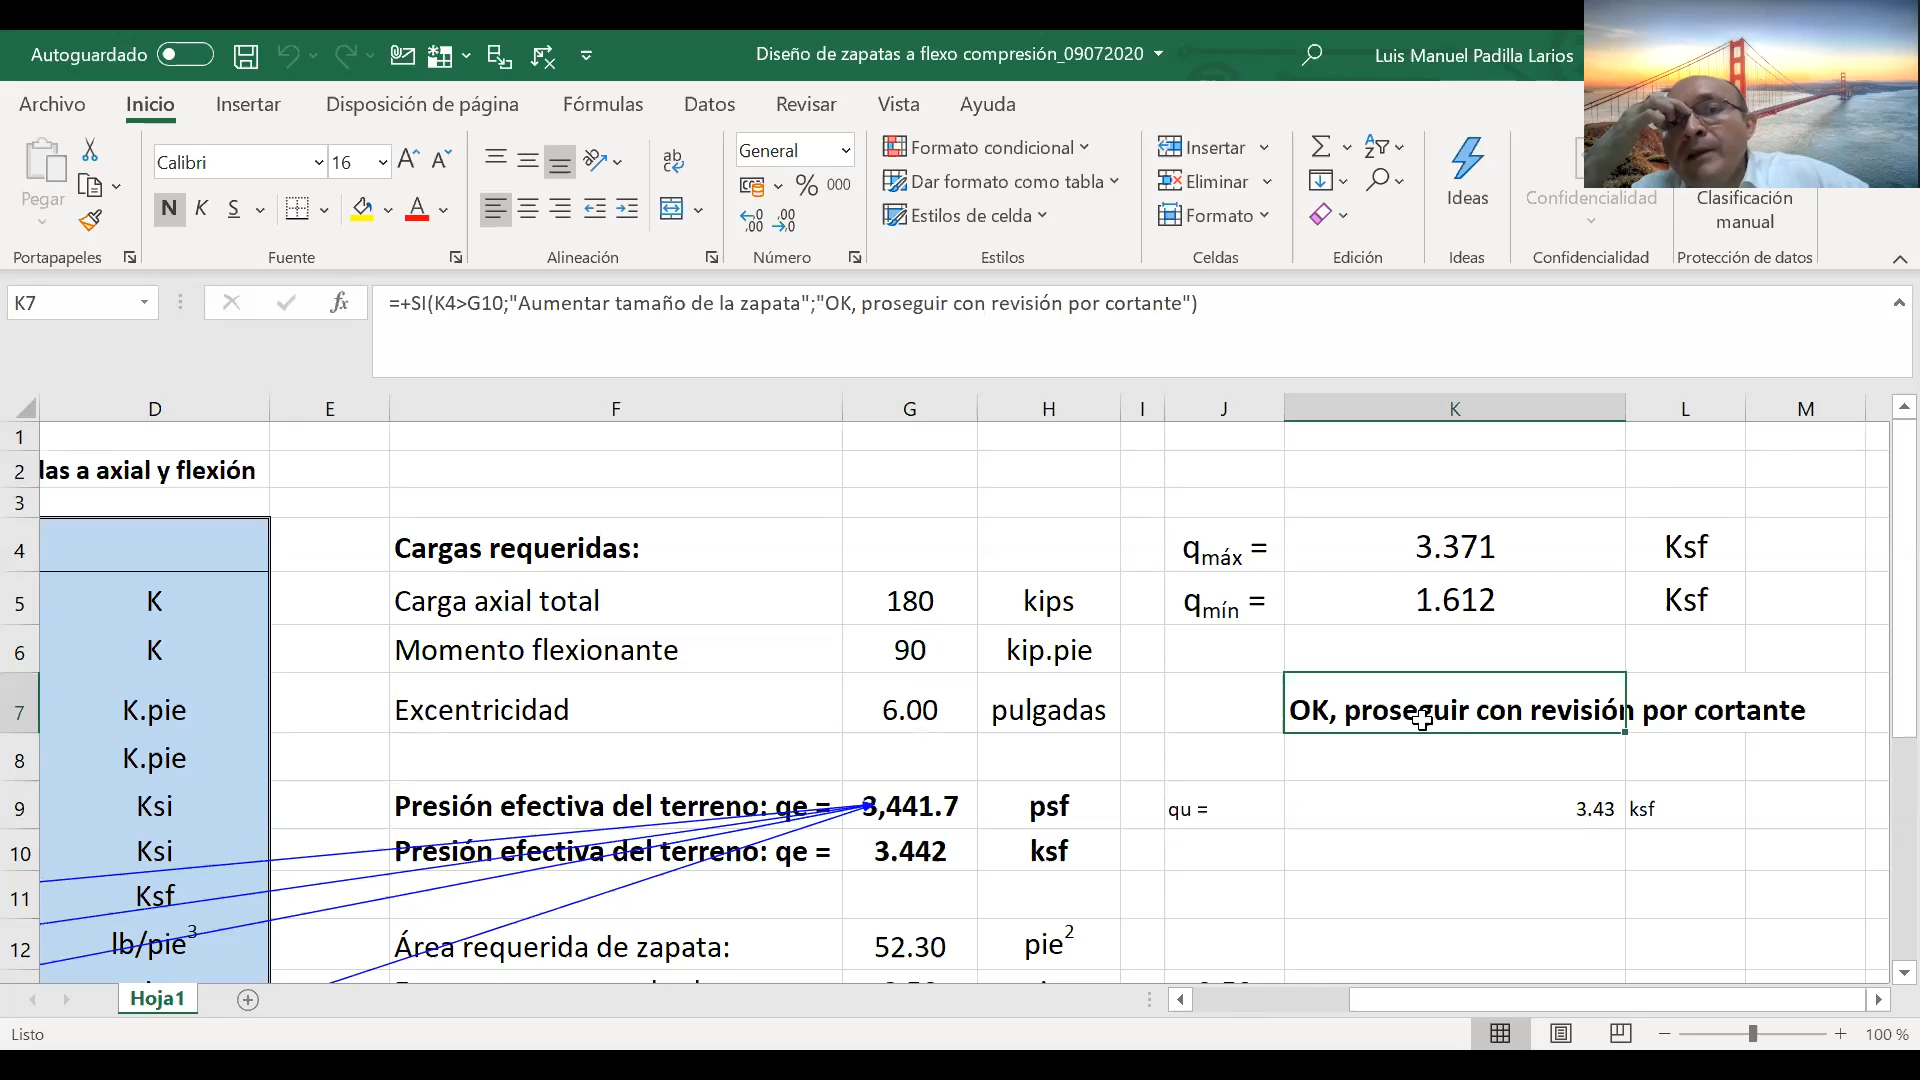 Autoguardado
Diseño de zapatas a flexo compresión_09072020
Luis Manuel Padilla Larios
Archivo Inicio Insertar Disposición de página Fórmulas Datos Revisar Vista Ayuda
Pegar
Calibri 16
N K S
General
% 000
Formato condicional
Dar formato como tabla
Estilos de celda
Insertar
Eliminar
Formato
Ideas
Confidencialidad
Clasificación manual
Portapapeles Fuente Alineación Número Estilos Celdas Edición Ideas Confidencialidad Protección de datos
K7
fx
=+SI(K4>G10;"Aumentar tamaño de la zapata";"OK, proseguir con revisión por cortante")
D E F G H I J K L M
1
2 las a axial y flexión
3
4 Cargas requeridas: qmáx = 3.371 Ksf
5 K Carga axial total 180 kips qmín = 1.612 Ksf
6 K Momento flexionante 90 kip.pie
7 K.pie Excentricidad 6.00 pulgadas OK, proseguir con revisión por cortante
8 K.pie
9 Ksi Presión efectiva del terreno: qe = 3,441.7 psf qu = 3.43 ksf
10 Ksi Presión efectiva del terreno: qe = 3.442 ksf
11 Ksf
12 lb/pie3 Área requerida de zapata: 52.30 pie2
Hoja1
Listo
100 %